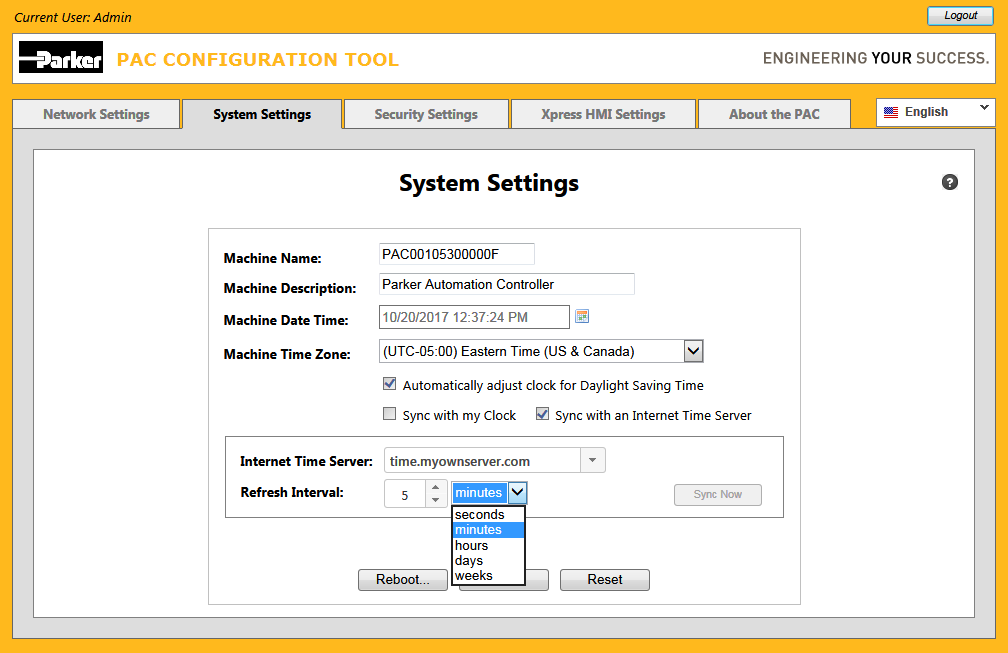 Current User: Admin
Logout
Parker
PAC CONFIGURATION TOOL
ENGINEERING YOUR SUCCESS.
Network Settings
System Settings
Security Settings
Xpress HMI Settings
About the PAC
English
System Settings
?
Machine Name: PAC00105300000F
Machine Description: Parker Automation Controller
Machine Date Time: 10/20/2017 12:37:24 PM
Machine Time Zone: (UTC-05:00) Eastern Time (US & Canada)
Automatically adjust clock for Daylight Saving Time
Sync with my Clock
Sync with an Internet Time Server
Internet Time Server: time.myownserver.com
Refresh Interval: 5 minutes
Sync Now
seconds
minutes
hours
days
weeks
Reboot...
Reset